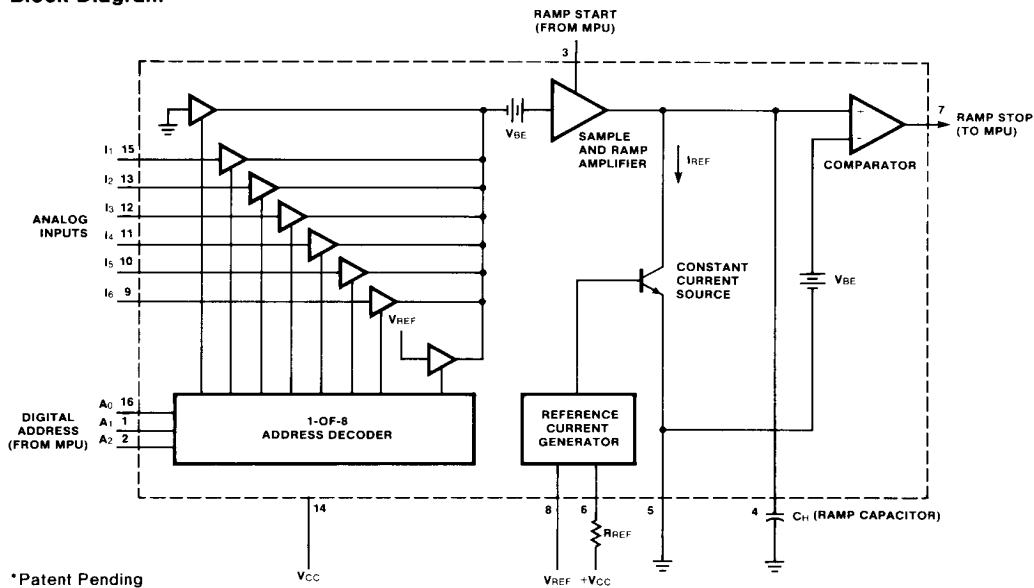 Block Diagram
RAMP START
(FROM MPU)
3
7
RAMP STOP
(TO MPU)
VBE
SAMPLE
AND RAMP
AMPLIFIER
+
-
COMPARATOR
IREF
ANALOG
INPUTS
I1 15
I2 13
I3 12
I4 11
I5 10
I6 9
VREF
CONSTANT
CURRENT
SOURCE
VBE
DIGITAL
ADDRESS
(FROM MPU)
A0 16
A1 1
A2 2
1-OF-8
ADDRESS DECODER
REFERENCE
CURRENT
GENERATOR
14
8
6
5
4
CH (RAMP CAPACITOR)
RREF
VCC
VREF
+VCC
*Patent Pending